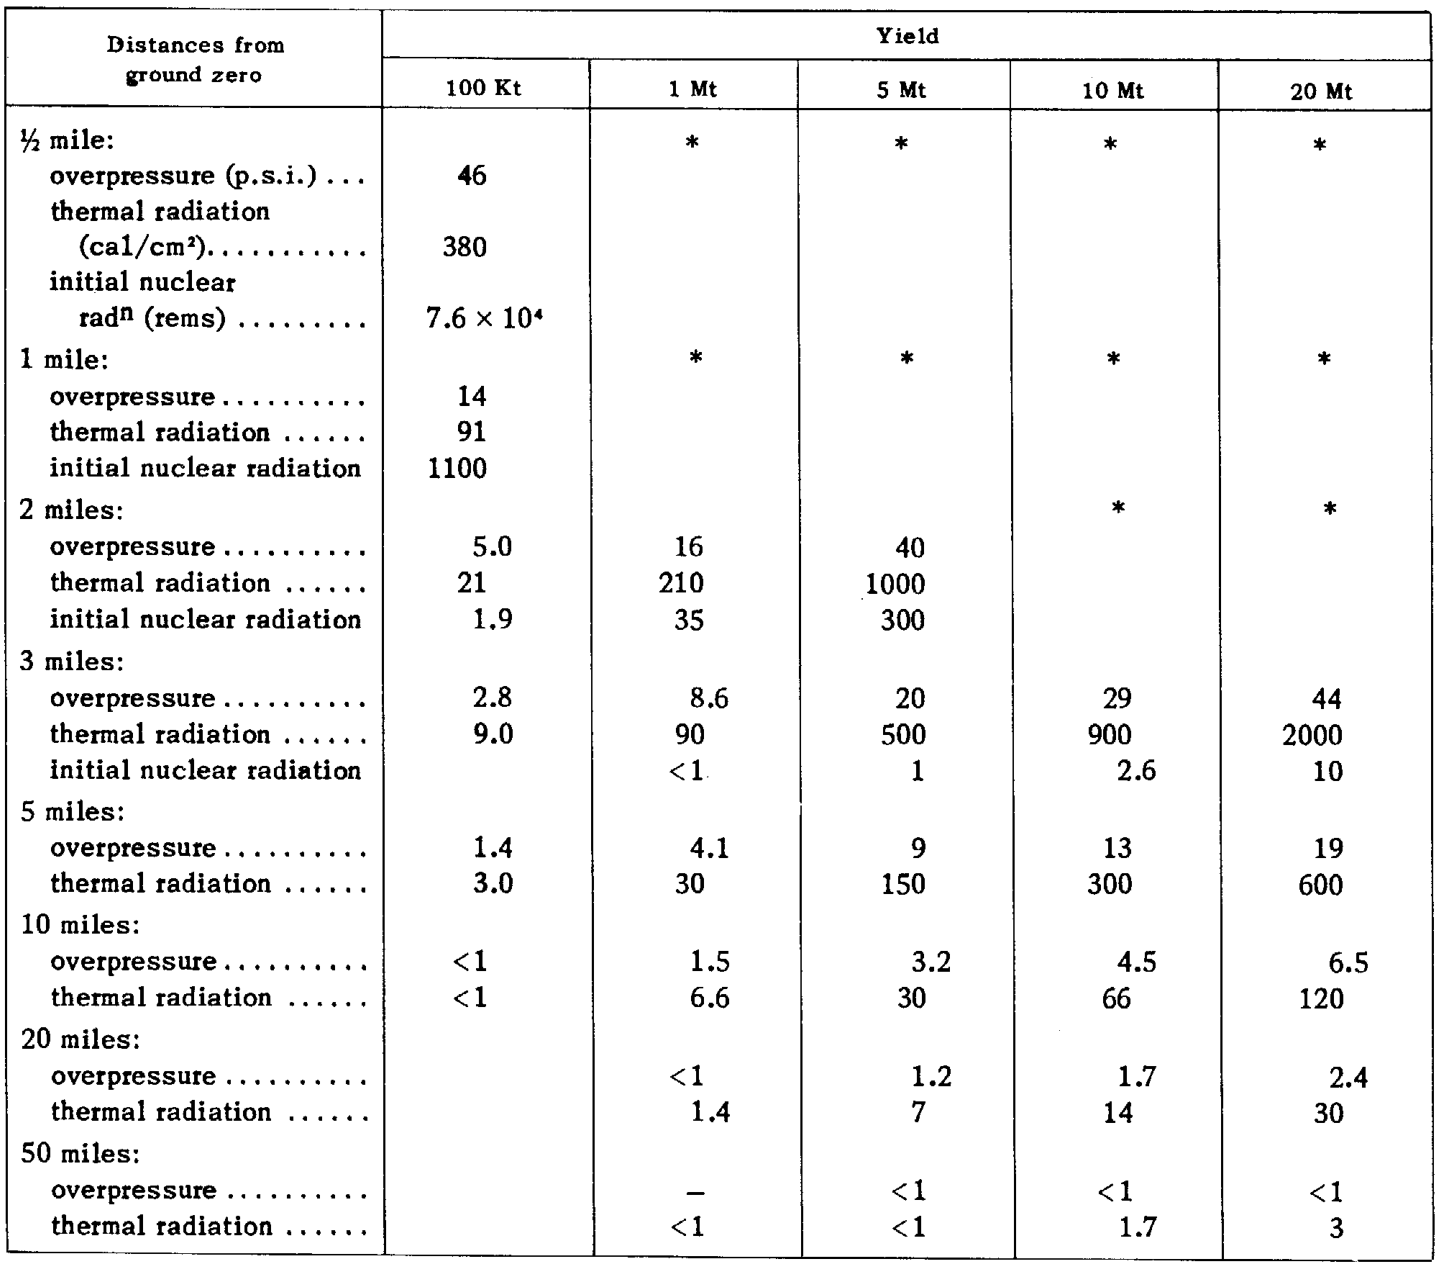 Distances from
ground zero
Yield
100 Kt 1 Mt 5 Mt 10 Mt 20 Mt
½ mile: * * * *
overpressure (p.s.i.) ... 46
thermal radiation
(cal/cm²)........... 380
initial nuclear
radⁿ (rems) ......... 7.6 × 10⁴
1 mile: * * * *
overpressure.......... 14
thermal radiation ...... 91
initial nuclear radiation 1100
2 miles: * *
overpressure.......... 5.0 16 40
thermal radiation ...... 21 210 1000
initial nuclear radiation 1.9 35 300
3 miles:
overpressure.......... 2.8 8.6 20 29 44
thermal radiation ...... 9.0 90 500 900 2000
initial nuclear radiation <1 1 2.6 10
5 miles:
overpressure.......... 1.4 4.1 9 13 19
thermal radiation ...... 3.0 30 150 300 600
10 miles:
overpressure.......... <1 1.5 3.2 4.5 6.5
thermal radiation ...... <1 6.6 30 66 120
20 miles:
overpressure.......... <1 1.2 1.7 2.4
thermal radiation ...... 1.4 7 14 30
50 miles:
overpressure.......... – <1 <1 <1
thermal radiation ...... <1 <1 1.7 3